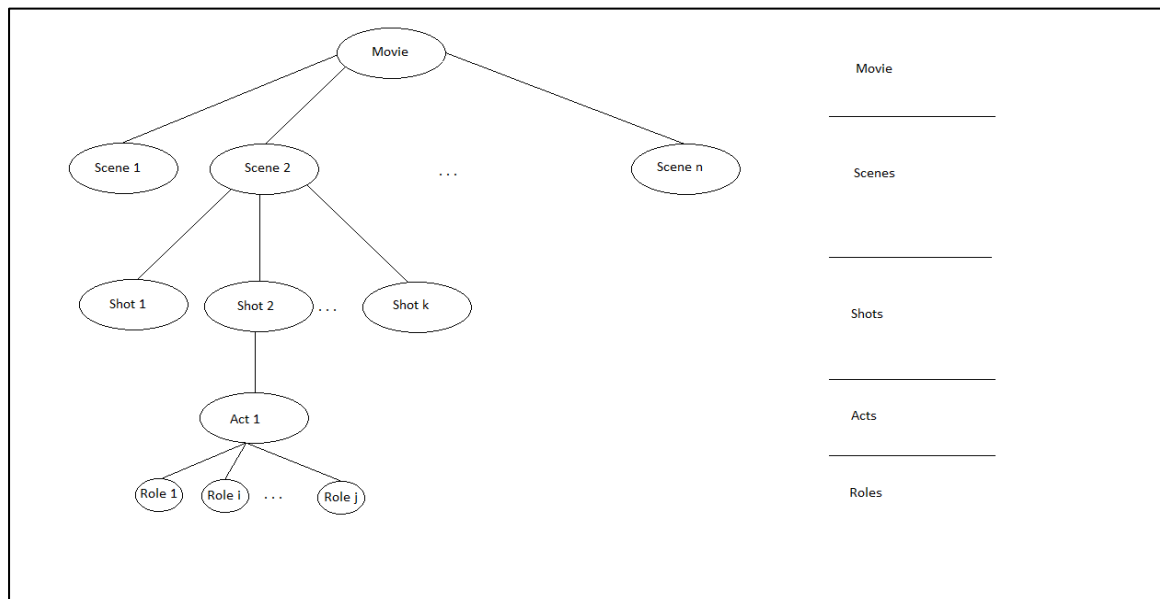 Movie
Movie
Scene 1
Scene 2
. . .
Scene n
Scenes
Shot 1
Shot 2
. . .
Shot k
Shots
Act 1
Acts
Role 1
Role i
. . .
Role j
Roles